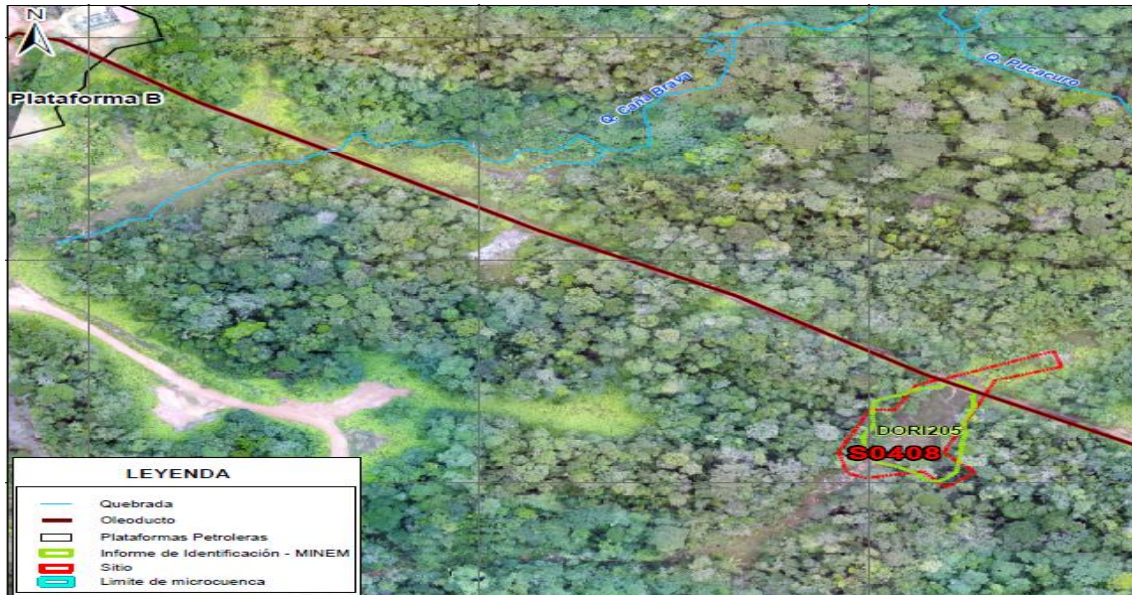 N
Plataforma B
Q. Caña Brava
Q. Pucacuro
DORI205
S0408
LEYENDA
Quebrada
Oleoducto
Plataformas Petroleras
Informe de Identificación - MINEM
Sitio
Limite de microcuenca